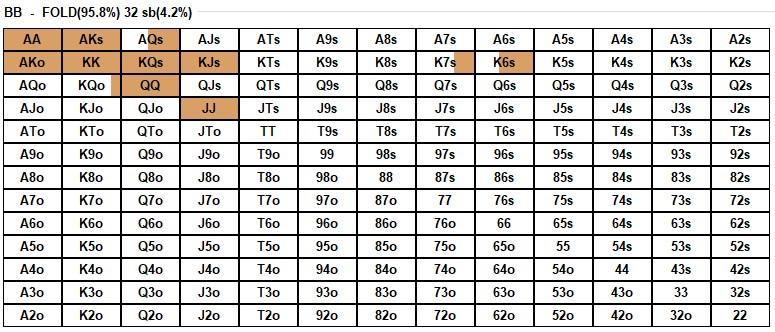 BB - FOLD(95.8%) 32 sb(4.2%)
AA AKs AQs AJs ATs A9s A8s A7s A6s A5s A4s A3s A2s
AKo KK KQs KJs KTs K9s K8s K7s K6s K5s K4s K3s K2s
AQo KQo QQ QJs QTs Q9s Q8s Q7s Q6s Q5s Q4s Q3s Q2s
AJo KJo QJo JJ JTs J9s J8s J7s J6s J5s J4s J3s J2s
ATo KTo QTo JTo TT T9s T8s T7s T6s T5s T4s T3s T2s
A9o K9o Q9o J9o T9o 99 98s 97s 96s 95s 94s 93s 92s
A8o K8o Q8o J8o T8o 98o 88 87s 86s 85s 84s 83s 82s
A7o K7o Q7o J7o T7o 97o 87o 77 76s 75s 74s 73s 72s
A6o K6o Q6o J6o T6o 96o 86o 76o 66 65s 64s 63s 62s
A5o K5o Q5o J5o T5o 95o 85o 75o 65o 55 54s 53s 52s
A4o K4o Q4o J4o T4o 94o 84o 74o 64o 54o 44 43s 42s
A3o K3o Q3o J3o T3o 93o 83o 73o 63o 53o 43o 33 32s
A2o K2o Q2o J2o T2o 92o 82o 72o 62o 52o 42o 32o 22